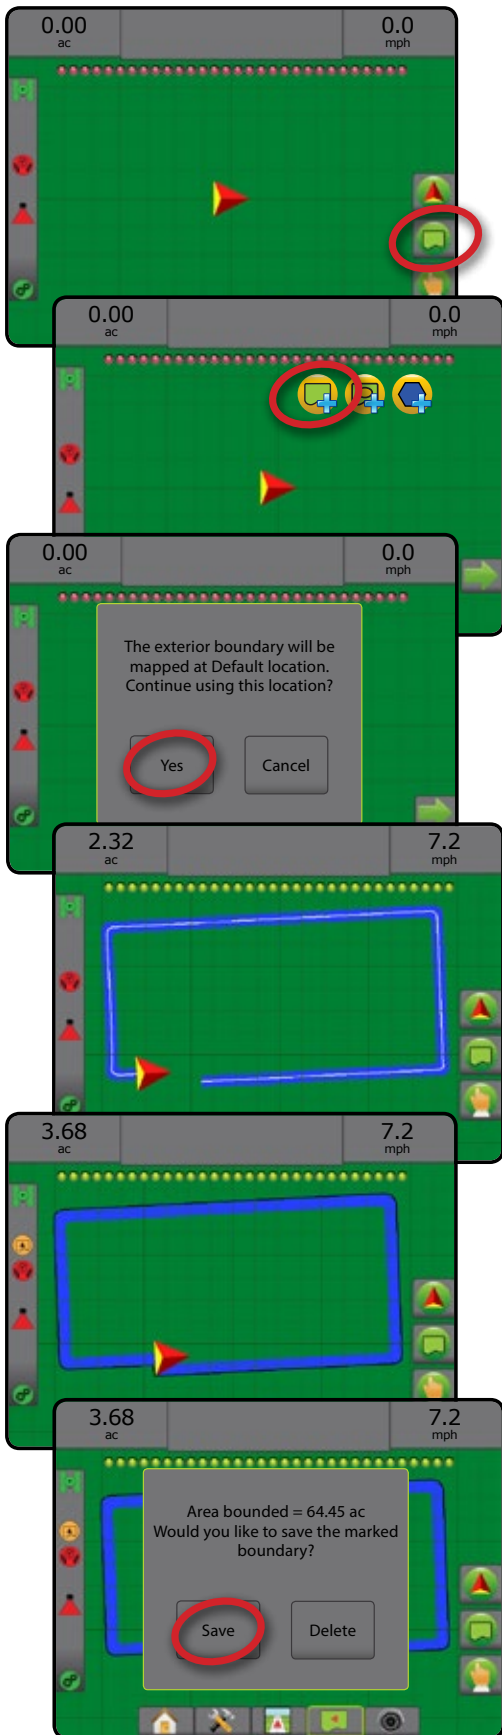 0.00
ac
0.0
mph
0.00
ac
0.0
mph
0.00
ac
0.0
mph
The exterior boundary will be
mapped at Default location.
Continue using this location?
Yes
Cancel
2.32
ac
7.2
mph
3.68
ac
7.2
mph
3.68
ac
7.2
mph
Area bounded = 64.45 ac
Would you like to save the marked
boundary?
Save
Delete